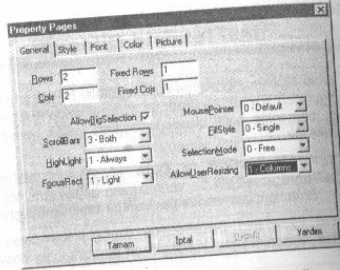 Property Pages
General Style Font Color Picture
Rows 2 Fixed Rows 1
Cols 2 Fixed Cols 1
AllowBigSelection MousePointer 0 - Default
ScrollBars 3 - Both FillStyle 0 - Single
HighLight 1 - Always SelectionMode 0 - Free
FocusRect 1 - Light AllowUserResizing 1 - Columns
Tamam İptal Uygula Yardım